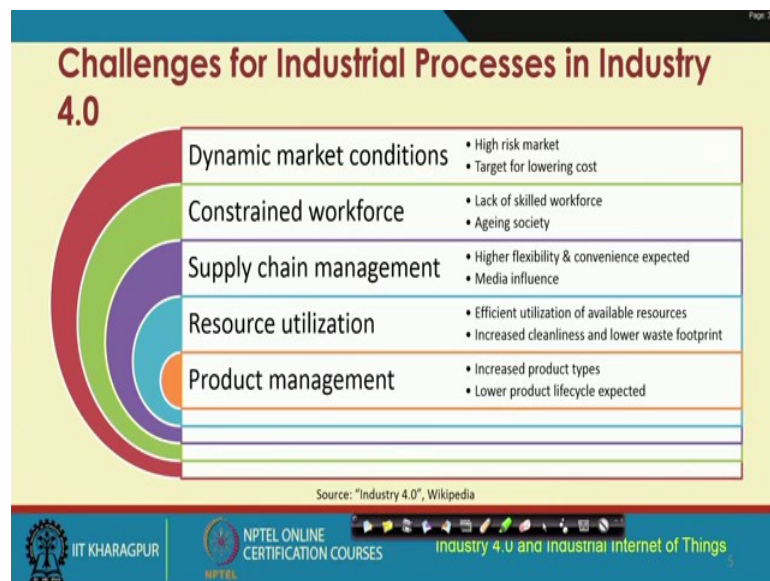 Page: 
Challenges for Industrial Processes in Industry
4.0
Dynamic market conditions
• High risk market
• Target for lowering cost
Constrained workforce
• Lack of skilled workforce
• Ageing society
Supply chain management
• Higher flexibility & convenience expected
• Media influence
Resource utilization
• Efficient utilization of available resources
• Increased cleanliness and lower waste footprint
Product management
• Increased product types
• Lower product lifecycle expected
Source: "Industry 4.0", Wikipedia
IIT KHARAGPUR
NPTEL ONLINE
CERTIFICATION COURSES
NPTEL
Industry 4.0 and Industrial Internet of Things
5